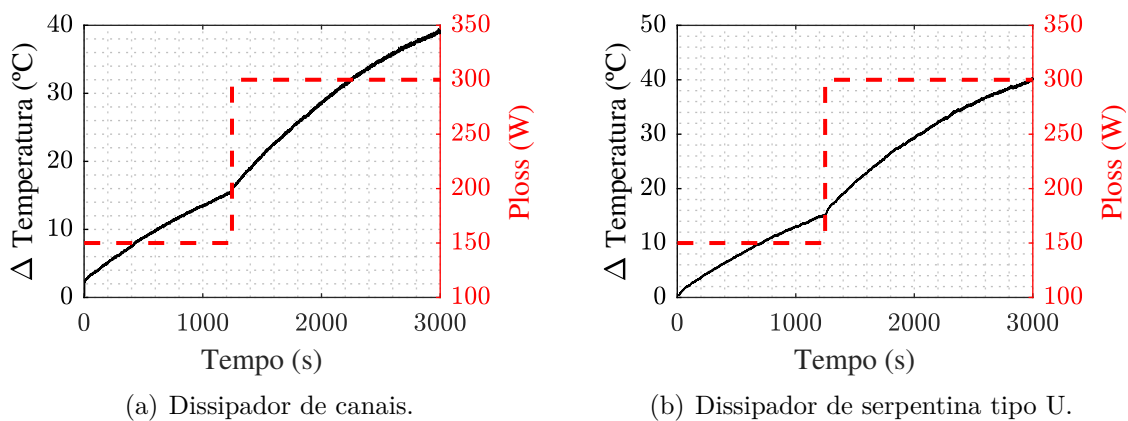 40
30
20
10
0
Δ Temperatura (ºC)
350
300
250
200
150
100
Ploss (W)
0 1000 2000 3000
Tempo (s)
(a) Dissipador de canais.
50
40
30
20
10
0
Δ Temperatura (ºC)
350
300
250
200
150
100
Ploss (W)
0 1000 2000 3000
Tempo (s)
(b) Dissipador de serpentina tipo U.